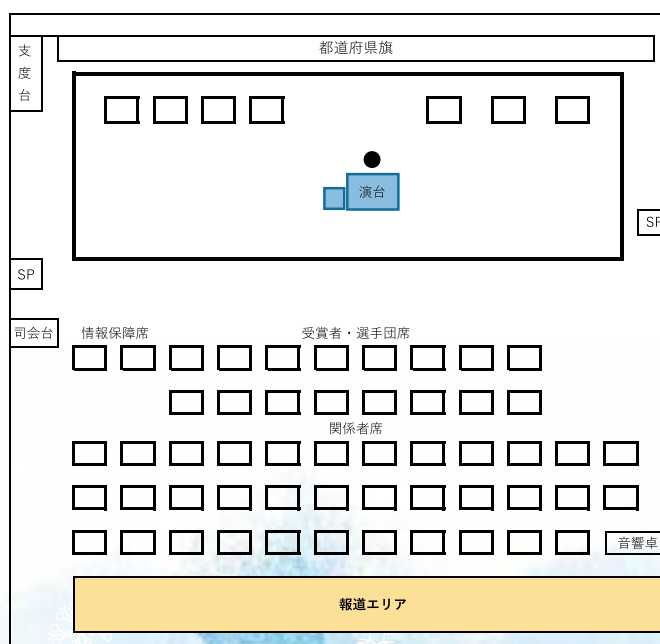 都道府県旗
支
度
台
演台
SP
SP
司会台
情報保障席
受賞者・選手団席
関係者席
音響卓
報道エリア